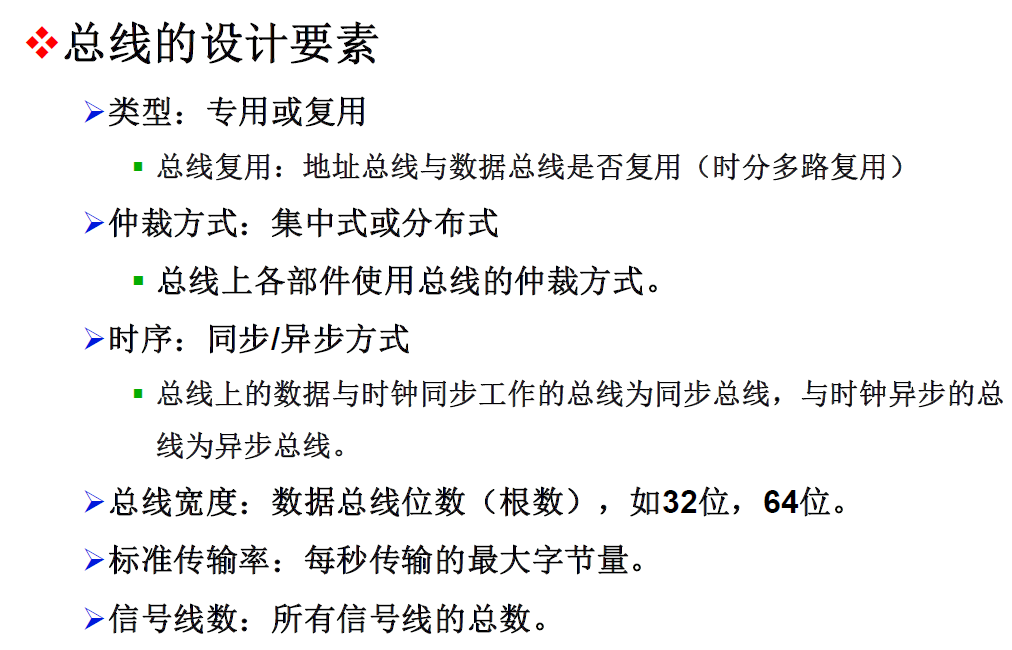 总线的设计要素
类型：专用或复用
总线复用：地址总线与数据总线是否复用（时分多路复用）
仲裁方式：集中式或分布式
总线上各部件使用总线的仲裁方式。
时序：同步/异步方式
总线上的数据与时钟同步工作的总线为同步总线，与时钟异步的总
线为异步总线。
总线宽度：数据总线位数（根数），如32位，64位。
标准传输率：每秒传输的最大字节量。
信号线数：所有信号线的总数。